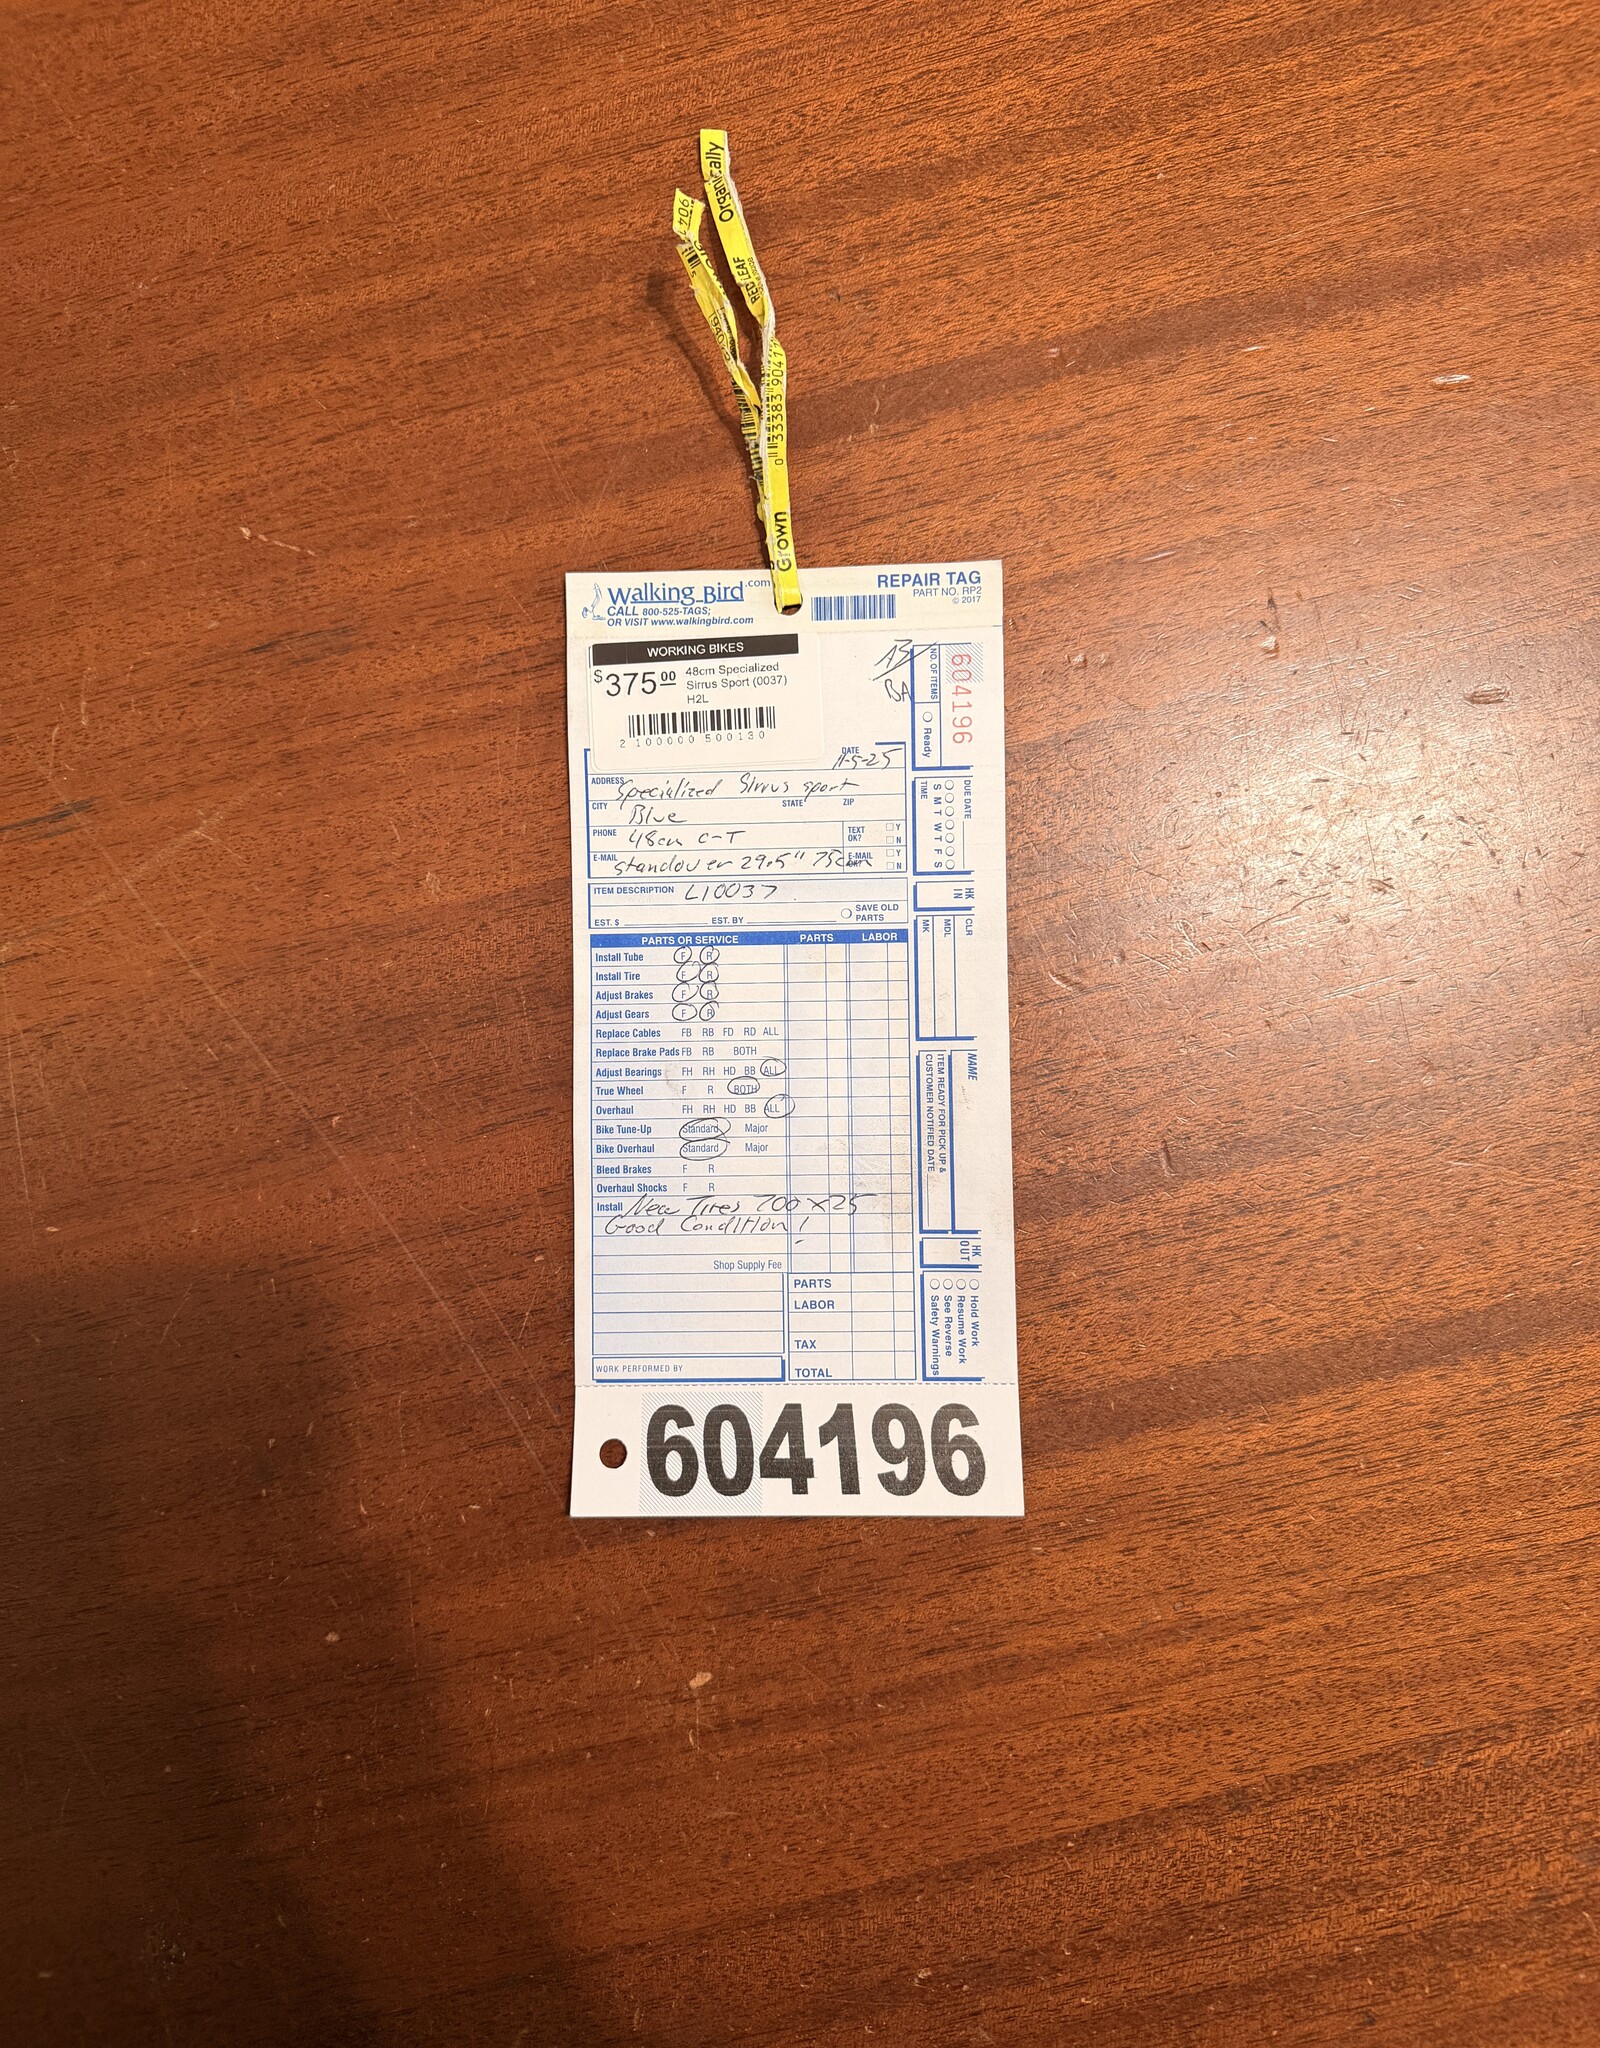 Organically
RED LEAF
904
0 33383 904
Grown
Walking_Bird.com
CALL 800-525-TAGS;
OR VISIT www.walkingbird.com
REPAIR TAG
PART NO. RP2
© 2017
WORKING BIKES
$375.00
48cm Specialized
Sirrus Sport (0037)
H2L
2 100000 500130
BA
NO. OF ITEMS
Ready
604196
DATE 11-5-25
ADDRESS Specialized Sirrus sport
CITY Blue STATE ZIP
PHONE 48cm C-T TEXT OK? Y N
E-MAIL standover 29.5" 75cm E-MAIL OK? Y N
DUE DATE
S M T W T F S
TIME
ITEM DESCRIPTION L10037
EST. $ EST. BY SAVE OLD PARTS
HK IN
CLR
MDL
MK
PARTS OR SERVICE PARTS LABOR
Install Tube F R
Install Tire F R
Adjust Brakes F R
Adjust Gears F R
Replace Cables FB RB FD RD ALL
Replace Brake Pads FB RB BOTH
Adjust Bearings FH RH HD BB ALL
True Wheel F R BOTH
Overhaul FH RH HD BB ALL
Bike Tune-Up Standard Major
Bike Overhaul Standard Major
Bleed Brakes F R
Overhaul Shocks F R
Install New Tires 700 x 25
Good Condition!
Shop Supply Fee
NAME
ITEM READY FOR PICK UP &
CUSTOMER NOTIFIED DATE
HK OUT
Hold Work
Resume Work
See Reverse
Safety Warnings
PARTS
LABOR
TAX
TOTAL
WORK PERFORMED BY
604196